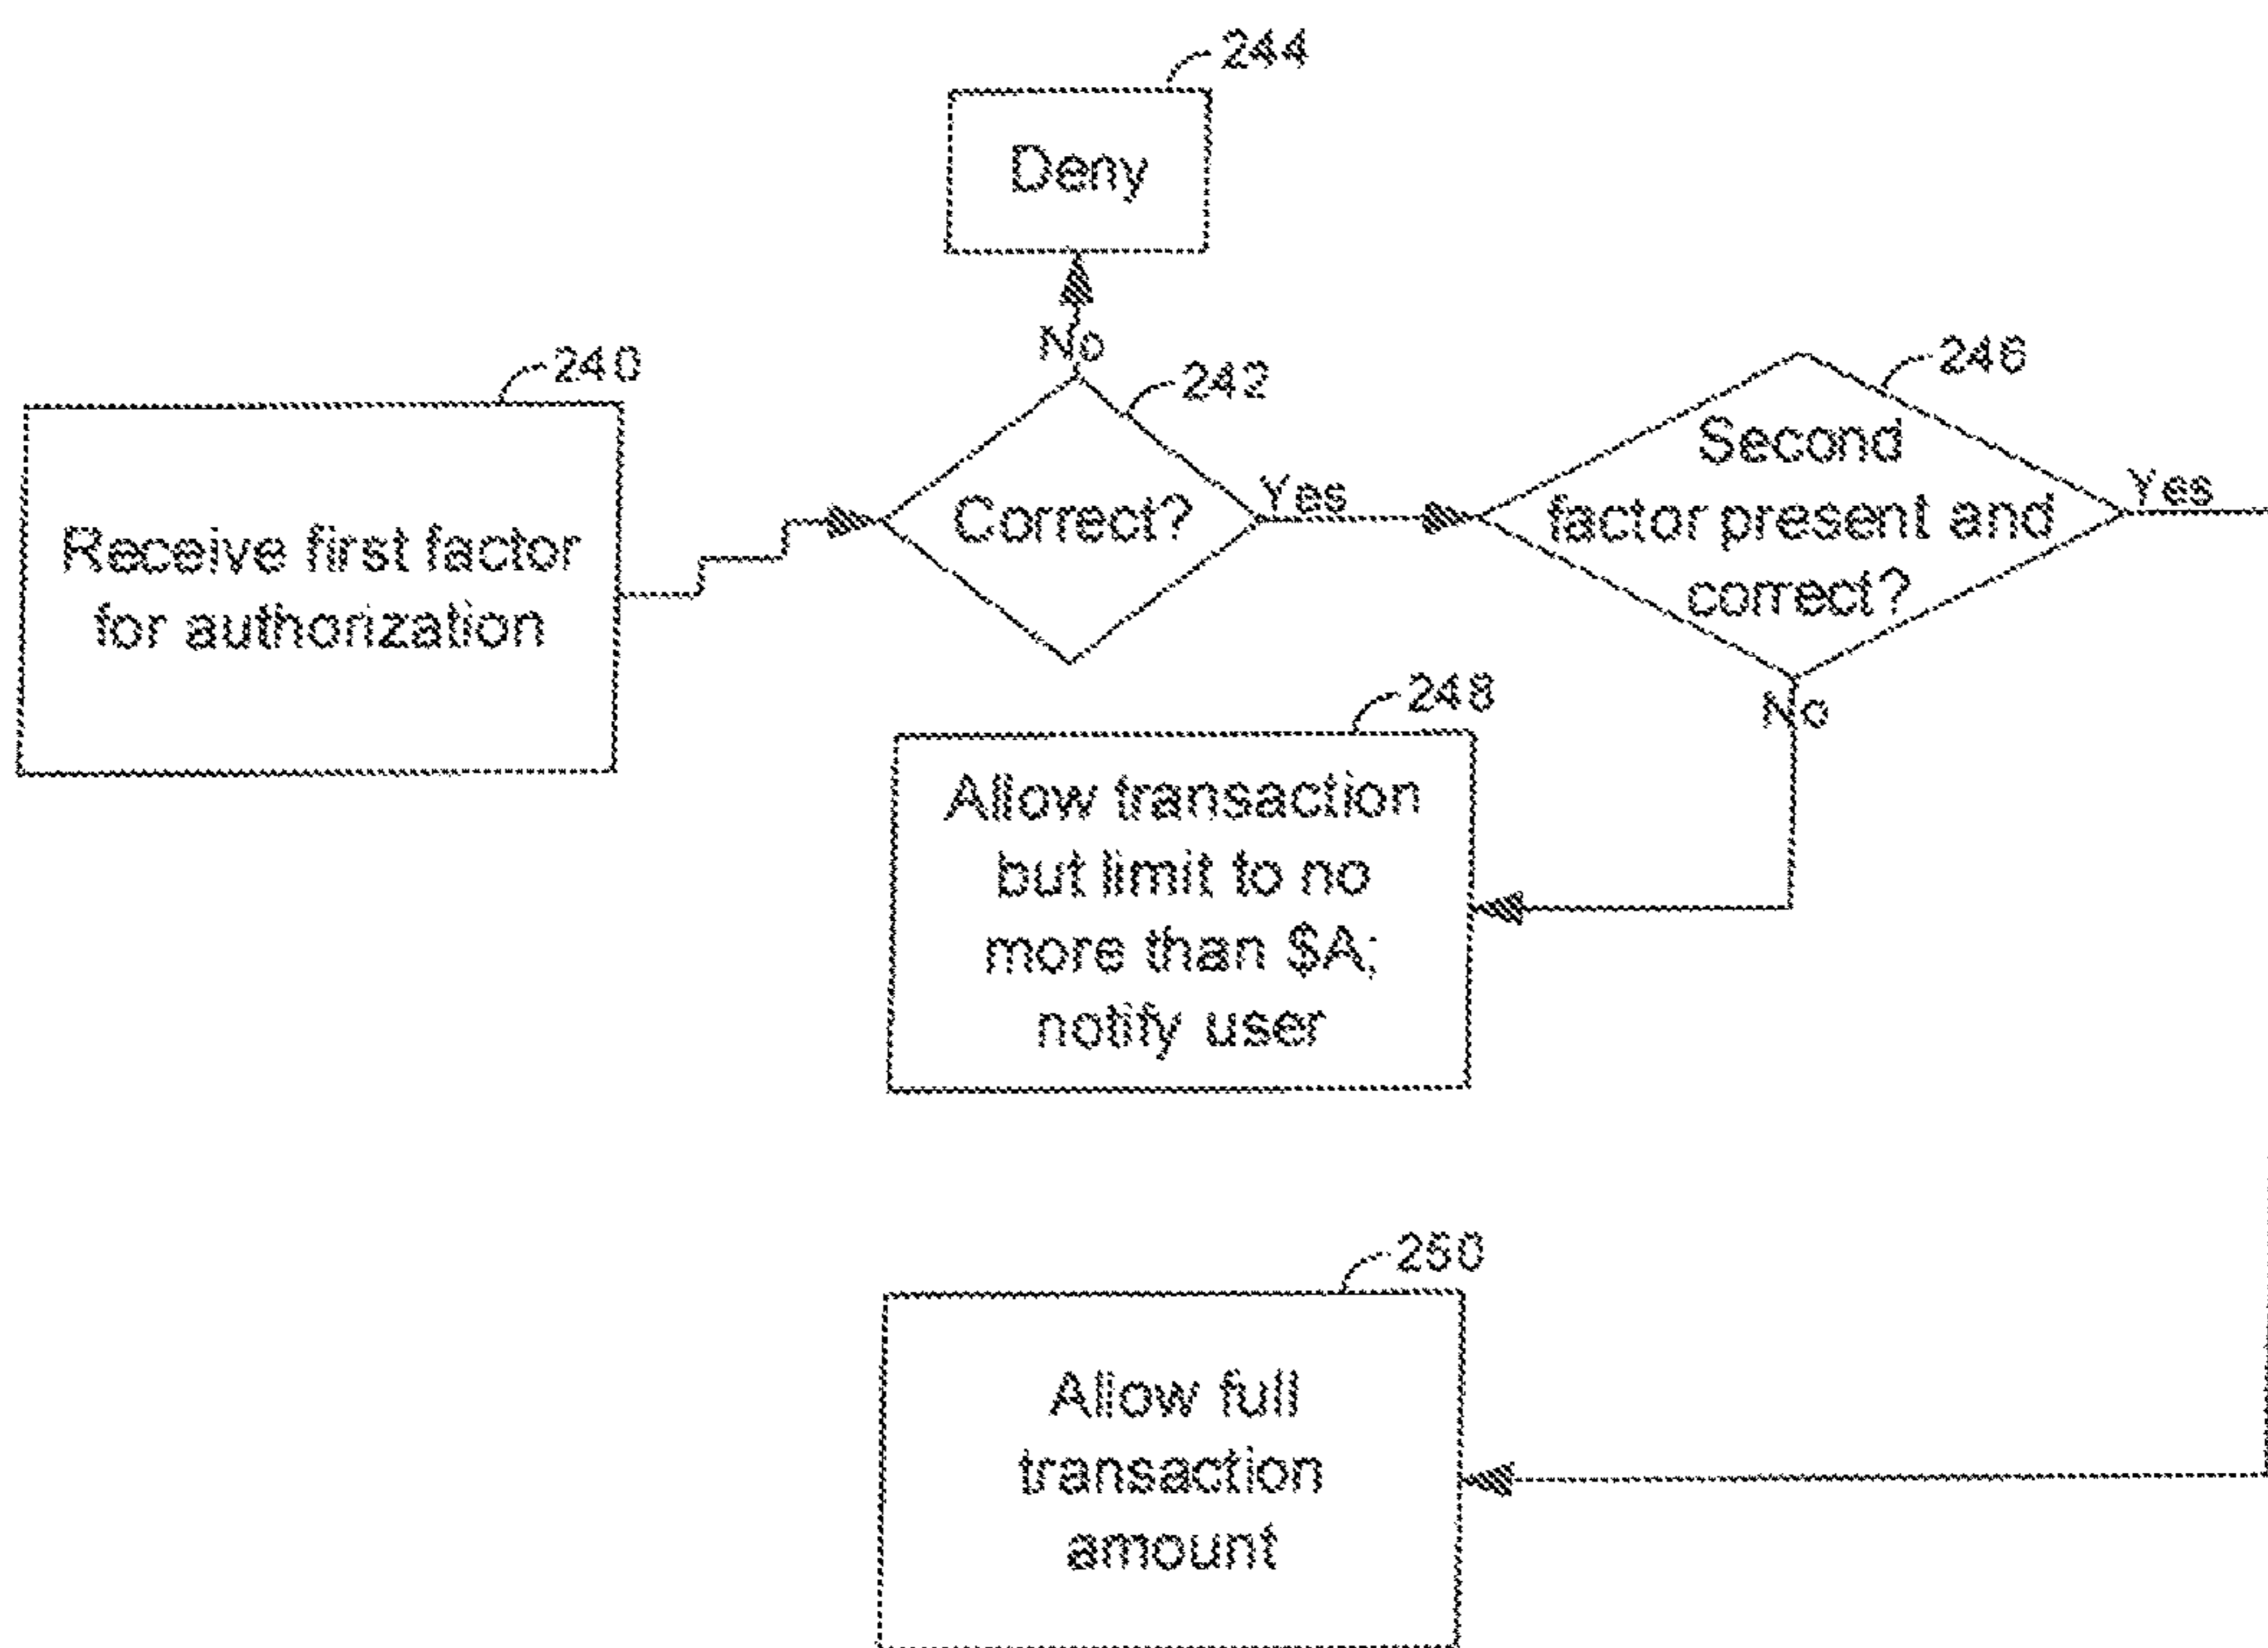 244
Deny
No
240
242
246
Receive first factor
for authorization
Correct?
Yes
Second
factor present and
correct?
Yes
No
248
Allow transaction
but limit to no
more than $A;
notify user
250
Allow full
transaction
amount